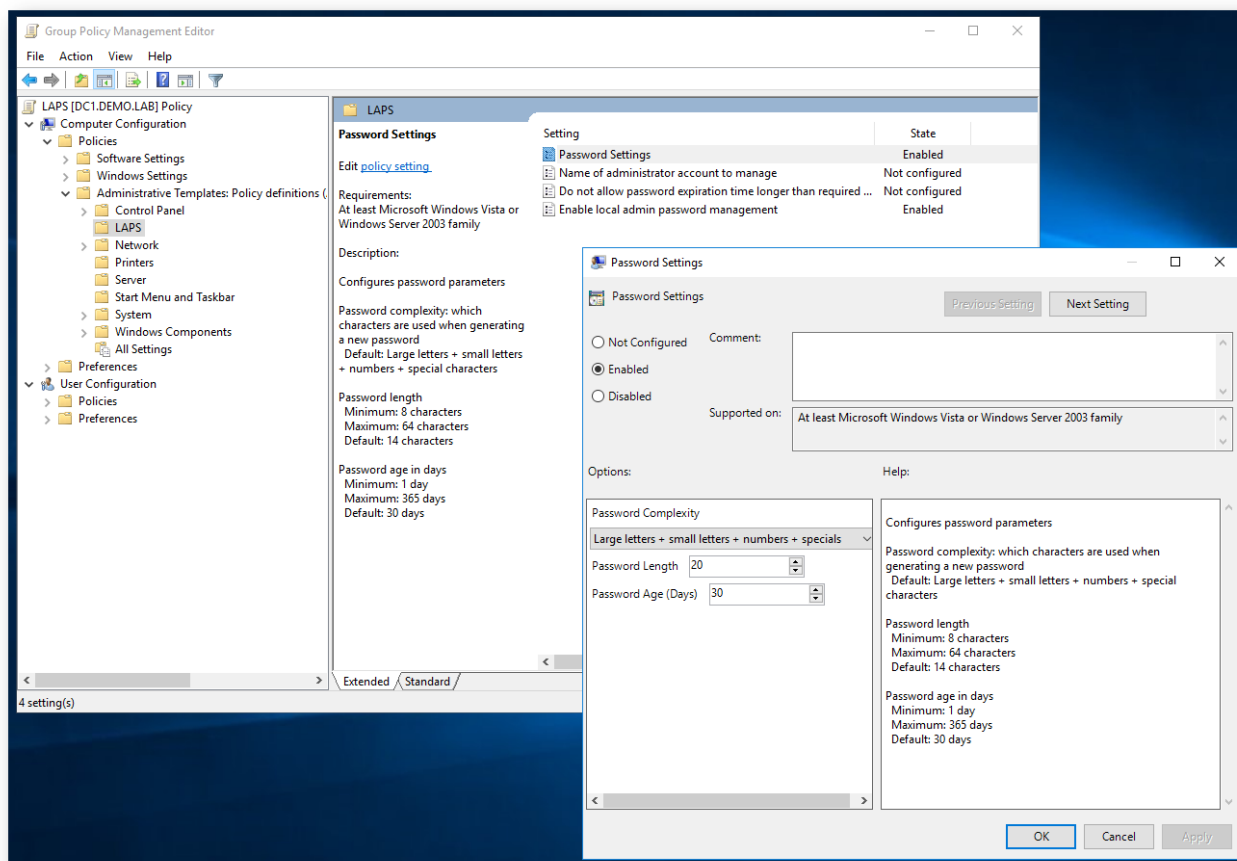 Group Policy Management Editor
File Action View Help
LAPS [DC1.DEMO.LAB] Policy
Computer Configuration
Policies
Software Settings
Windows Settings
Administrative Templates: Policy definitions (.
Control Panel
LAPS
Network
Printers
Server
Start Menu and Taskbar
System
Windows Components
All Settings
Preferences
User Configuration
Policies
Preferences
LAPS
Password Settings
Edit policy setting
Requirements:
At least Microsoft Windows Vista or
Windows Server 2003 family
Description:
Configures password parameters
Password complexity: which
characters are used when generating
a new password
Default: Large letters + small letters
+ numbers + special characters
Password length
Minimum: 8 characters
Maximum: 64 characters
Default: 14 characters
Password age in days
Minimum: 1 day
Maximum: 365 days
Default: 30 days
Setting State
Password Settings Enabled
Name of administrator account to manage Not configured
Do not allow password expiration time longer than required ... Not configured
Enable local admin password management Enabled
Extended Standard
4 setting(s)
Password Settings
Password Settings
Previous Setting Next Setting
Not Configured
Enabled
Disabled
Comment:
Supported on: At least Microsoft Windows Vista or Windows Server 2003 family
Options: Help:
Password Complexity
Large letters + small letters + numbers + specials
Password Length 20
Password Age (Days) 30
Configures password parameters
Password complexity: which characters are used when
generating a new password
Default: Large letters + small letters + numbers + special
characters
Password length
Minimum: 8 characters
Maximum: 64 characters
Default: 14 characters
Password age in days
Minimum: 1 day
Maximum: 365 days
Default: 30 days
OK Cancel Apply